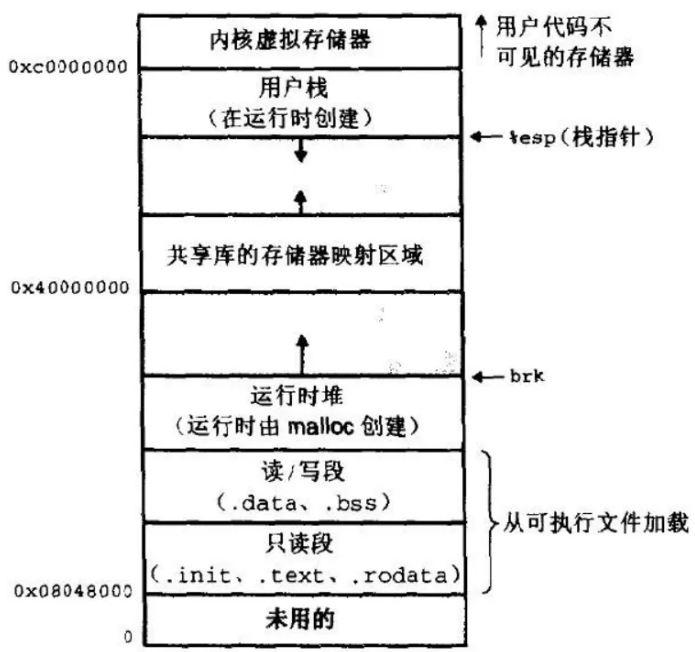 内核虚拟存储器
用户代码不
可见的存储器
0xc0000000
用户栈
（在运行时创建）
%esp（栈指针）
共享库的存储器映射区域
0x40000000
brk
运行时堆
（运行时由 malloc 创建）
读/写段
（.data、.bss）
从可执行文件加载
只读段
（.init、.text、.rodata）
0x08048000
未用的
0